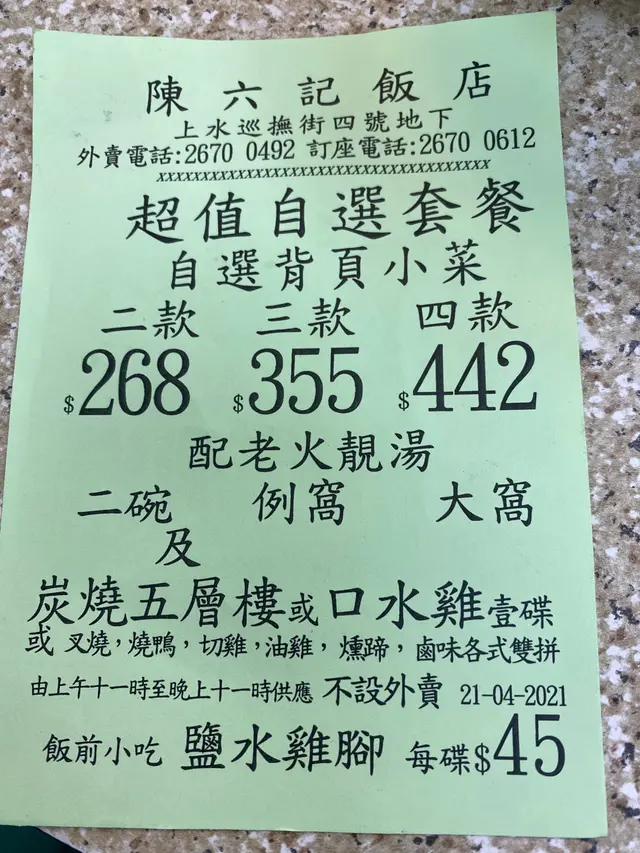 陳六記飯店
上水巡撫街四號地下
外賣電話:2670 0492 訂座電話:2670 0612
xxxxxxxxxxxxxxxxxxxxxxxxxxxxxxxxxxxxx
超值自選套餐
自選背頁小菜
二款 三款 四款
$268 $355 $442
配老火靚湯
二碗 例窩 大窩
及
炭燒五層樓或口水雞壹碟
或 叉燒，燒鴨，切雞，油雞，燻蹄，鹵味各式雙拼
由上午十一時至晚上十一時供應 不設外賣 21-04-2021
飯前小吃 鹽水雞腳 每碟$45